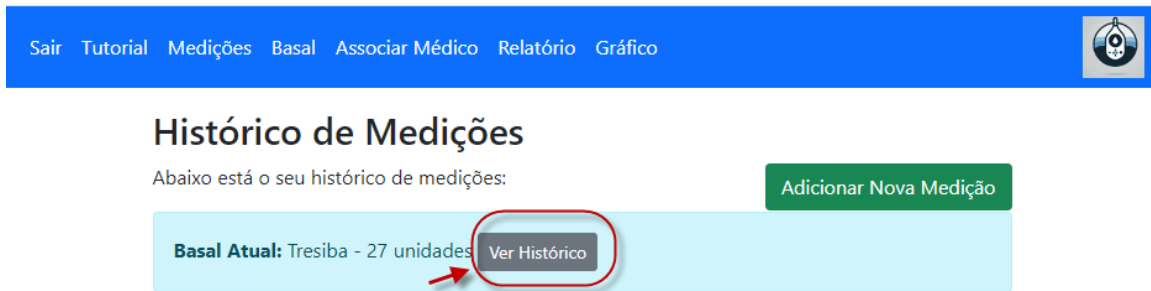 Sair Tutorial Medições Basal Associar Médico Relatório Gráfico
Histórico de Medições
Abaixo está o seu histórico de medições:
Adicionar Nova Medição
Basal Atual: Tresiba - 27 unidades Ver Histórico